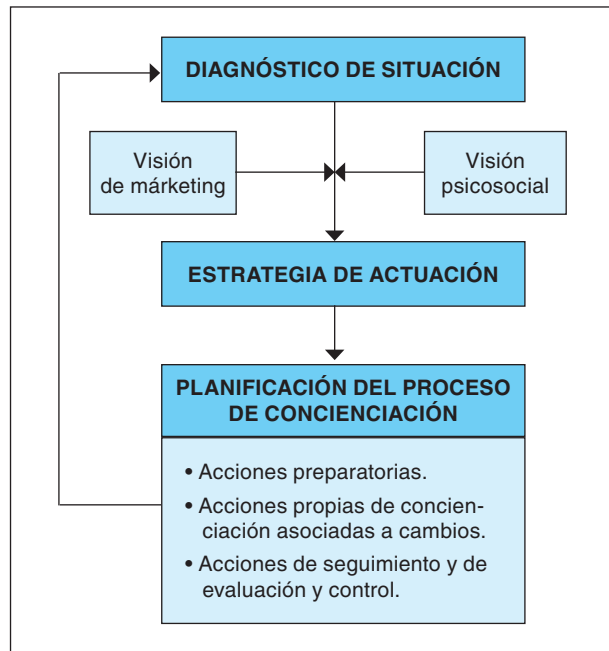 DIAGNÓSTICO DE SITUACIÓN
Visión
de márketing
Visión
psicosocial
ESTRATEGIA DE ACTUACIÓN
PLANIFICACIÓN DEL PROCESO
DE CONCIENCIACIÓN
• Acciones preparatorias.
• Acciones propias de concien-
ciación asociadas a cambios.
• Acciones de seguimiento y de
evaluación y control.